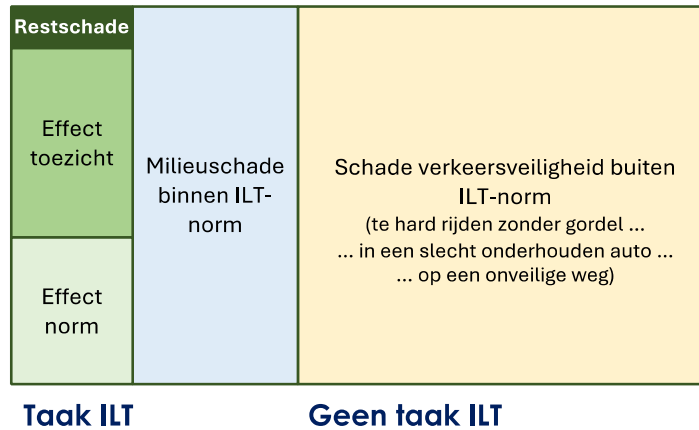 Restschade
Effect
toezicht
Effect
norm
Milieuschade
binnen ILT-
norm
Schade verkeersveiligheid buiten
ILT-norm
(te hard rijden zonder gordel ...
... in een slecht onderhouden auto ...
... op een onveilige weg)
Taak ILT
Geen taak ILT